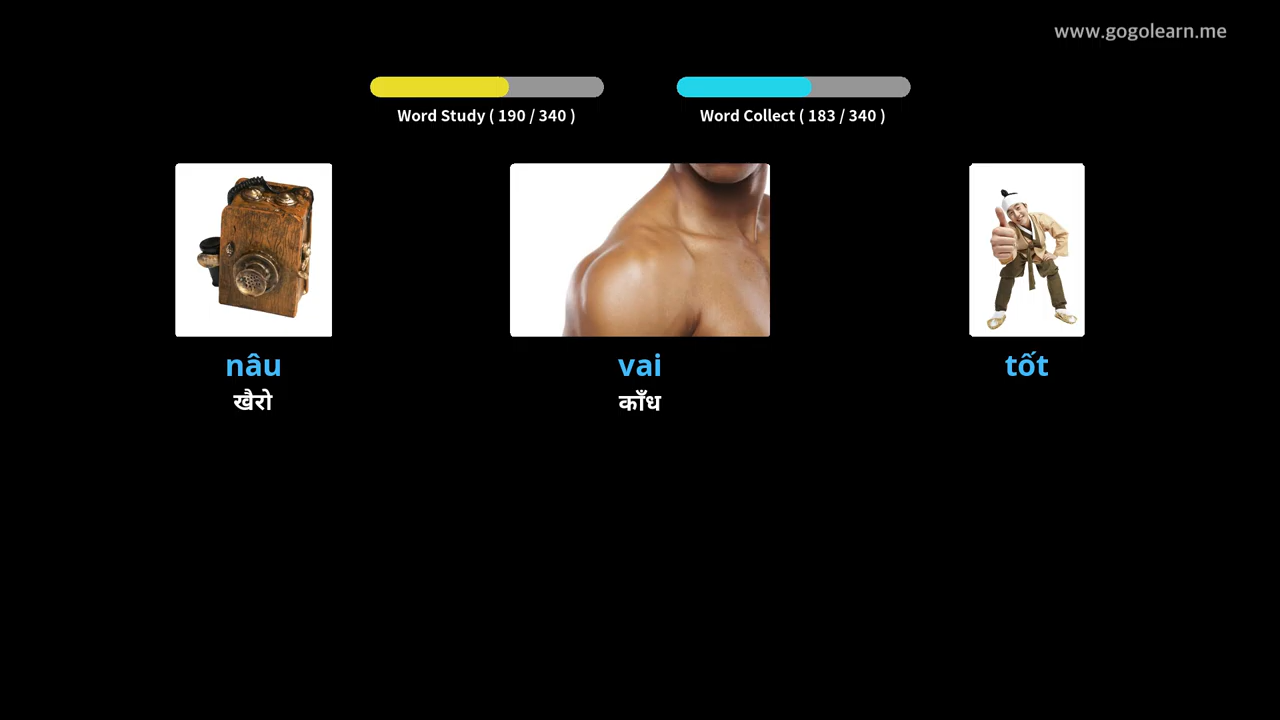 www.gogolearn.me
Word Study ( 190 / 340 )
Word Collect ( 183 / 340 )
nâu
vai
tốt
खैरो
काँध